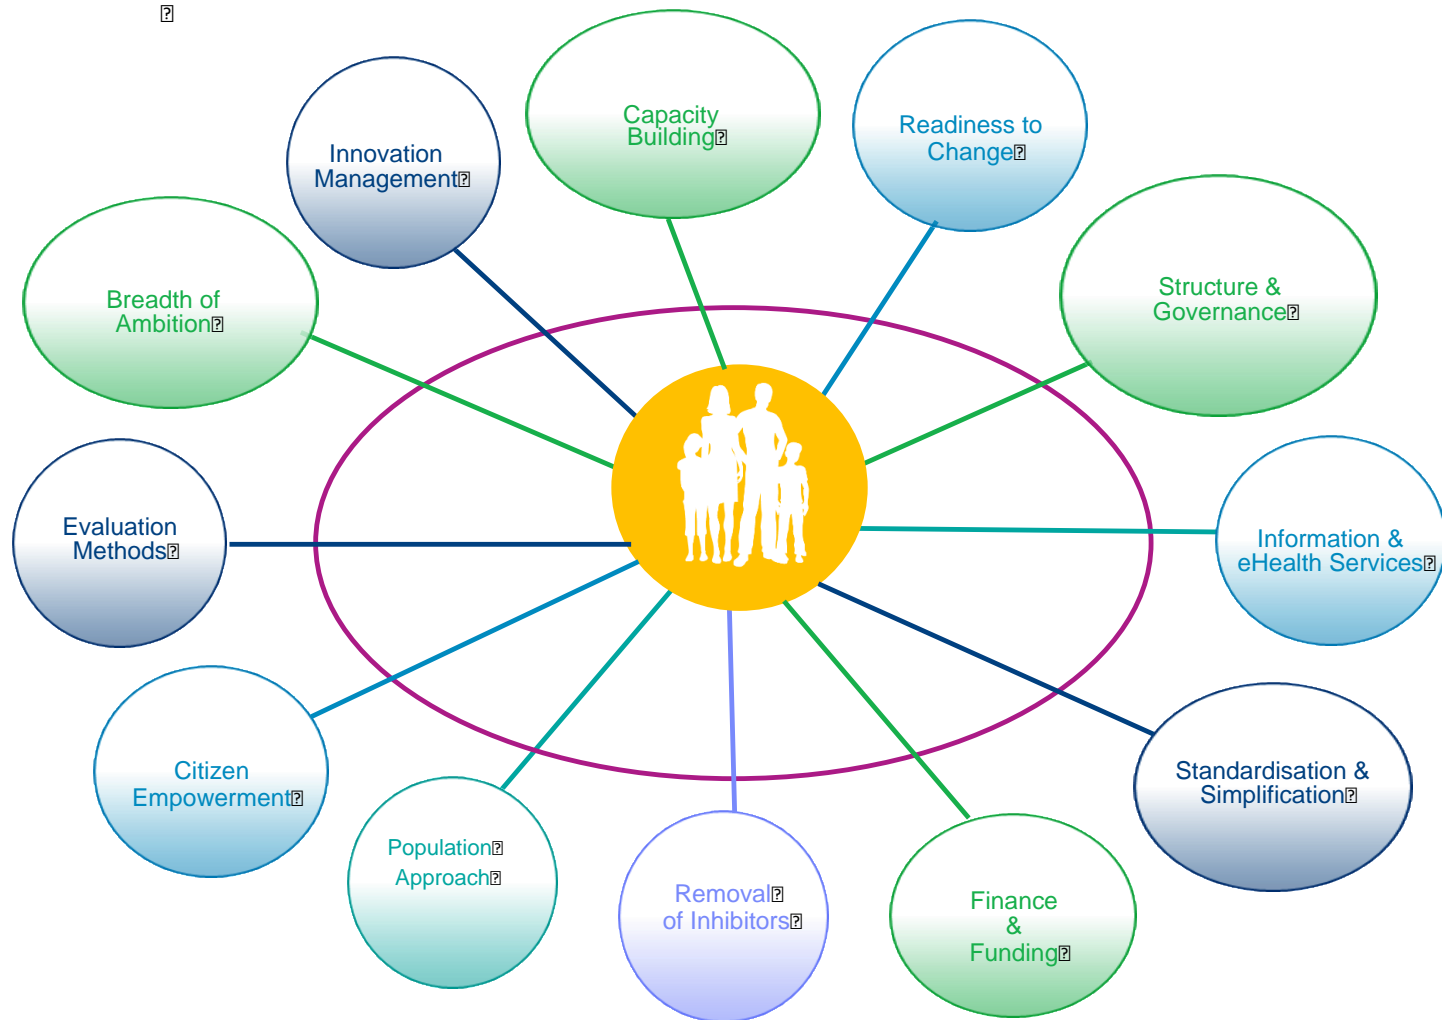 Capacity
Building
Readiness to
Change
Innovation
Management
Structure &
Governance
Breadth of
Ambition
Evaluation
Methods
Information &
eHealth Services
Citizen
Empowerment
Standardisation &
Simplification
Population
Approach
Removal
of Inhibitors
Finance
&
Funding